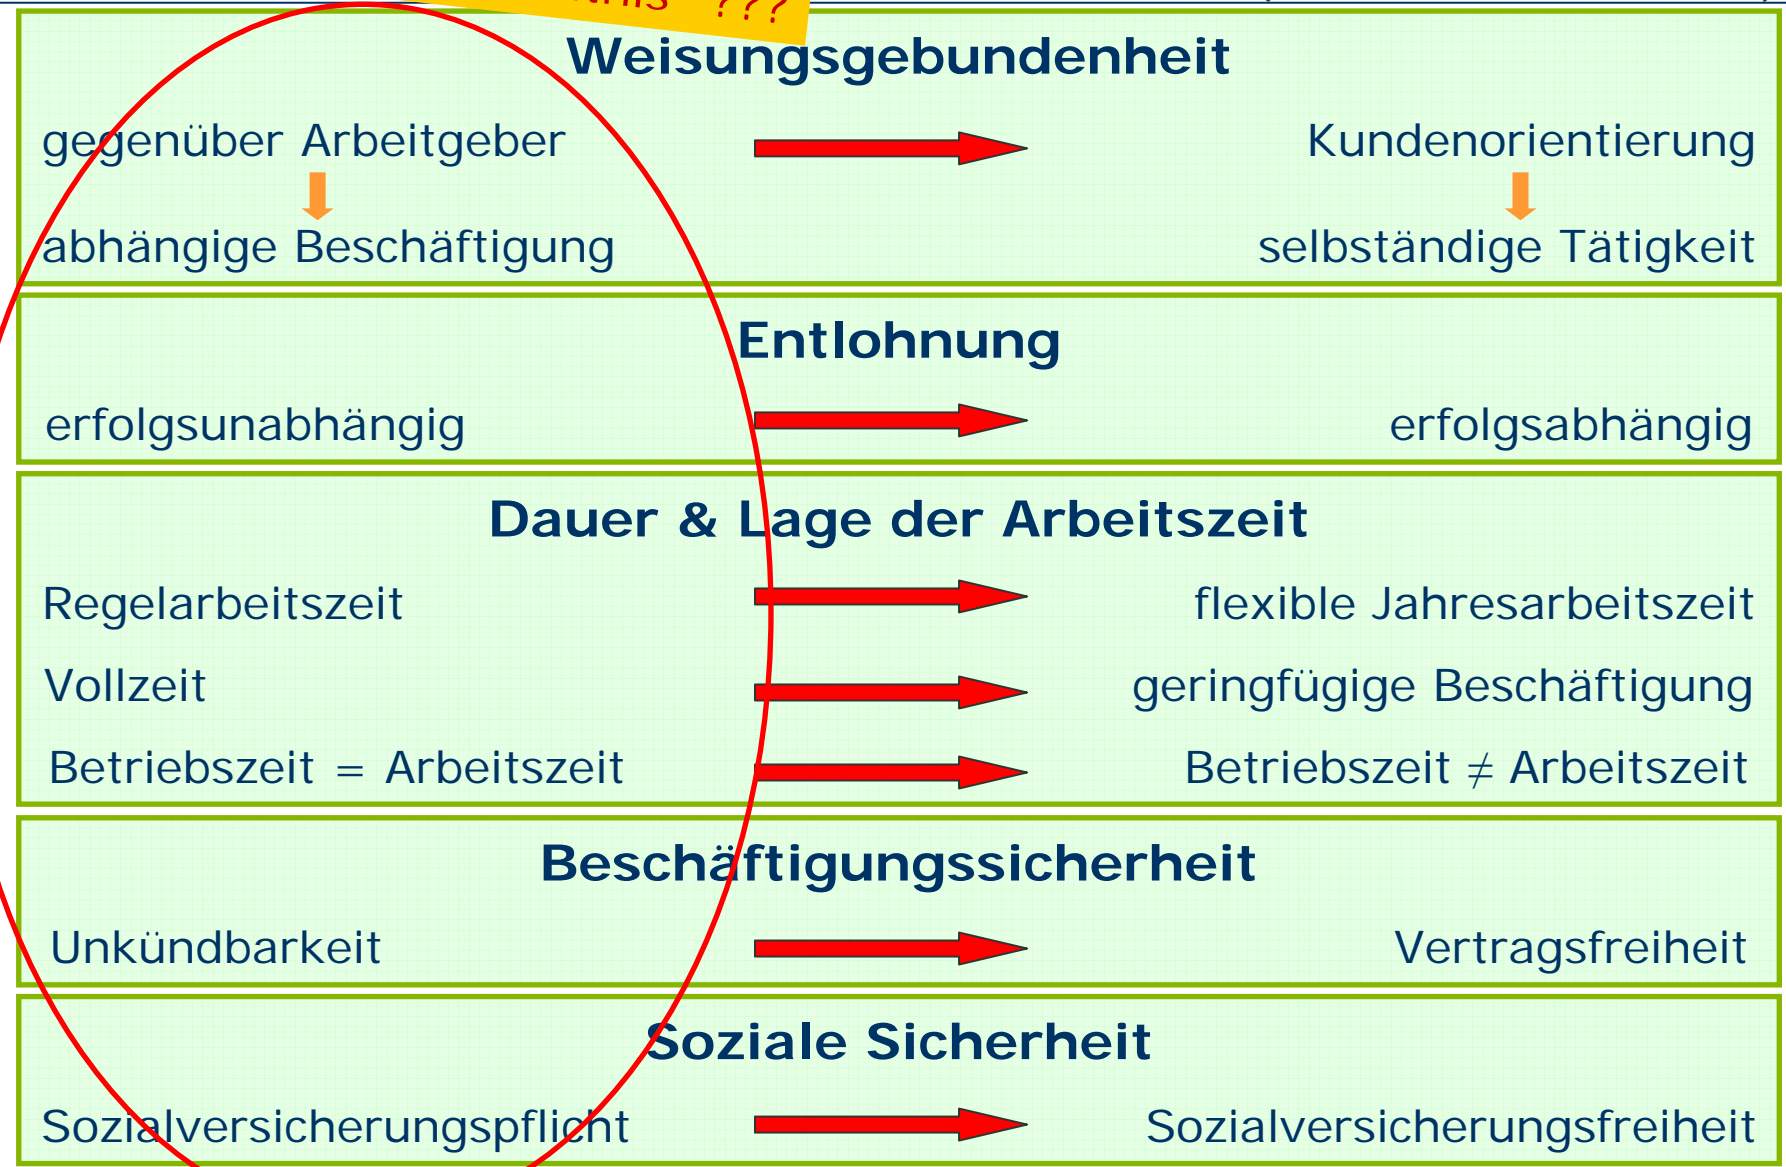 ???
Weisungsgebundenheit
gegenüber Arbeitgeber Kundenorientierung
abhängige Beschäftigung selbständige Tätigkeit
Entlohnung
erfolgsunabhängig erfolgsabhängig
Dauer & Lage der Arbeitszeit
Regelarbeitszeit flexible Jahresarbeitszeit
Vollzeit geringfügige Beschäftigung
Betriebszeit = Arbeitszeit Betriebszeit ≠ Arbeitszeit
Beschäftigungssicherheit
Unkündbarkeit Vertragsfreiheit
Soziale Sicherheit
Sozialversicherungspflicht Sozialversicherungsfreiheit